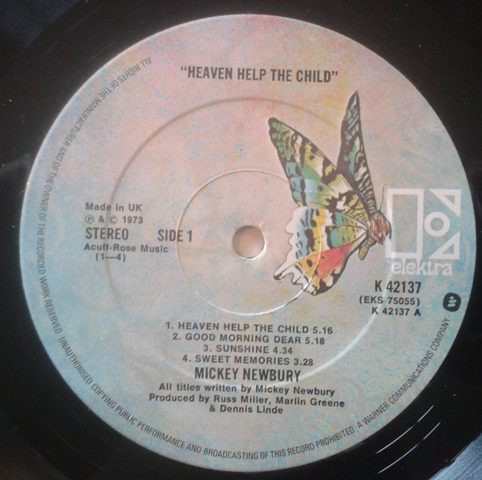 "HEAVEN HELP THE CHILD"
Made in UK
℗ & © 1973
STEREO SIDE 1
Acuff-Rose Music
(1—4)
elektra
K 42137
(EKS 75055)
K 42137 A
1. HEAVEN HELP THE CHILD 5.16
2. GOOD MORNING DEAR 5.18
3. SUNSHINE 4.34
4. SWEET MEMORIES 3.28
MICKEY NEWBURY
All titles written by Mickey Newbury
Produced by Russ Miller, Marlin Greene
& Dennis Linde
ALL RIGHTS OF THE MANUFACTURER AND OF THE OWNER OF THE RECORDED WORK RESERVED. UNAUTHORISED COPYING PUBLIC PERFORMANCE AND BROADCASTING OF THIS RECORD PROHIBITED. A WARNER COMMUNICATIONS COMPANY